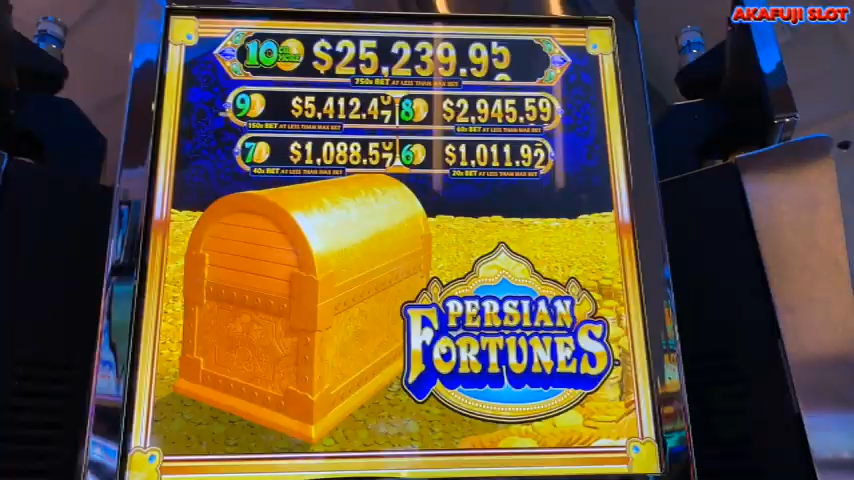 AKAFUJI SLOT
10 OR MORE $25,239.95
750x BET AT LESS THAN MAX BET
9 $5,412.47 8 $2,945.59
150x BET AT LESS THAN MAX BET 60x BET AT LESS THAN MAX BET
7 $1,088.57 6 $1,011.92
40x BET AT LESS THAN MAX BET 20x BET AT LESS THAN MAX BET
PERSIAN
FORTUNES